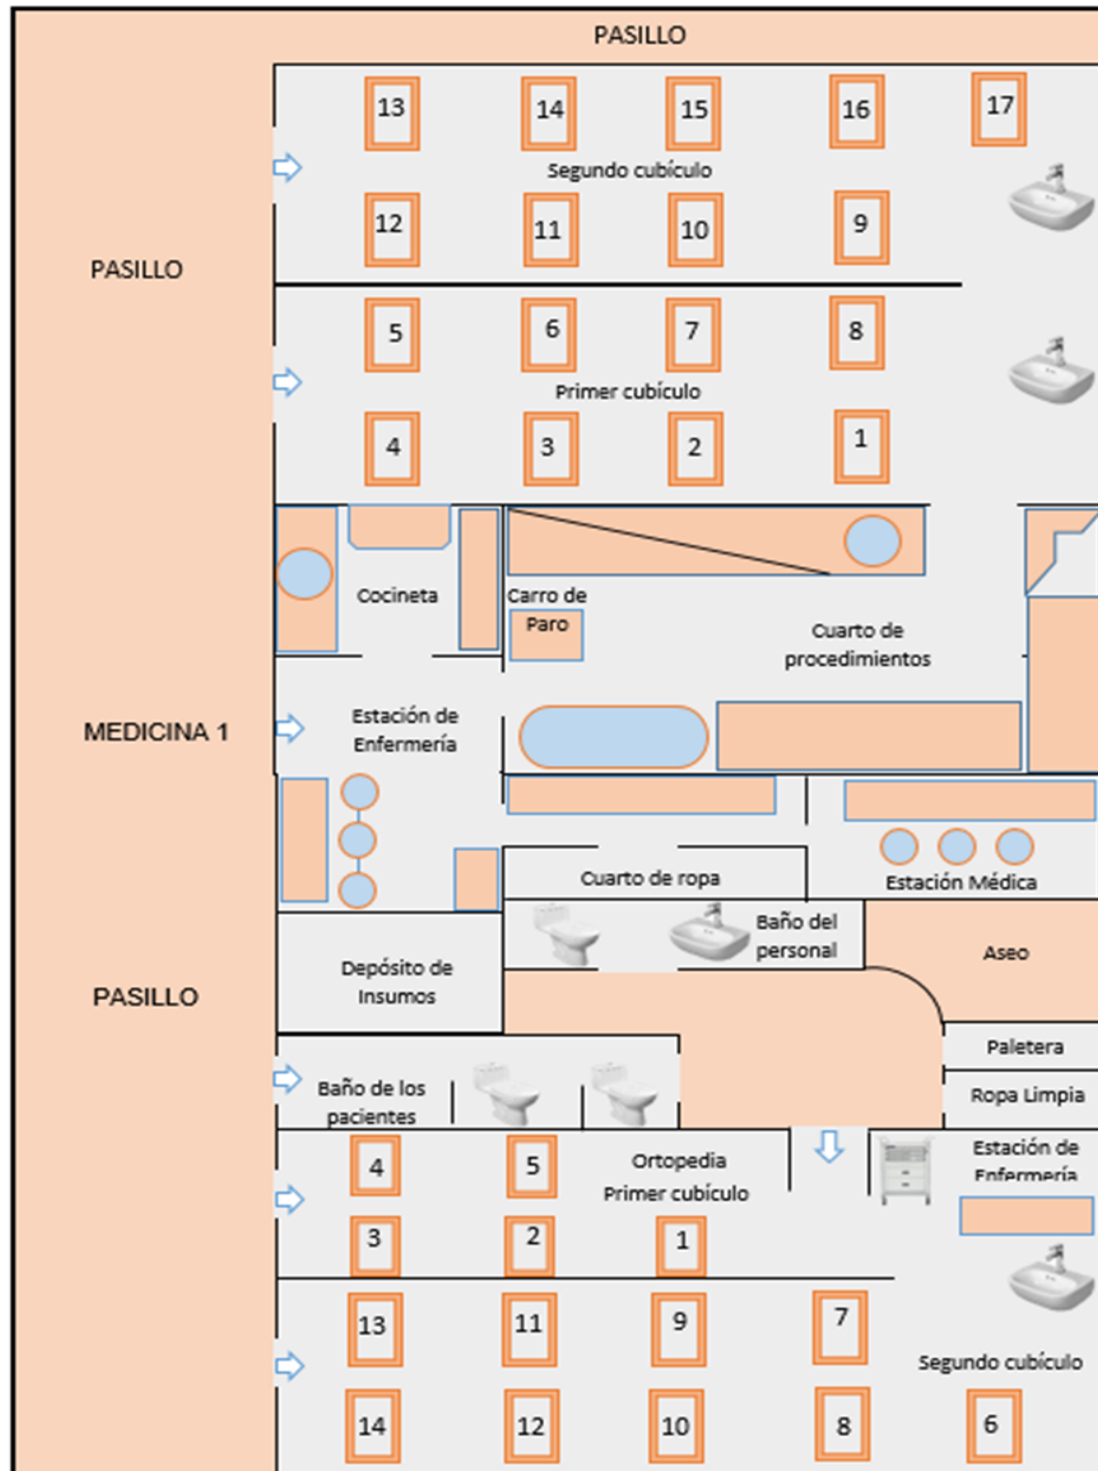 PASILLO
13
14
15
16
17
Segundo cubículo
12
11
10
9
PASILLO
5
6
7
8
Primer cubículo
4
3
2
1
Cocineta
Carro de
Paro
Cuarto de
procedimientos
MEDICINA 1
Estación de
Enfermería
Cuarto de ropa
Estación Médica
Baño del
personal
Aseo
PASILLO
Depósito de
Insumos
Paletera
Ropa Limpia
Baño de los
pacientes
4
5
Ortopedia
Primer cubículo
Estación de
Enfermería
3
2
1
13
11
9
7
Segundo cubículo
14
12
10
8
6